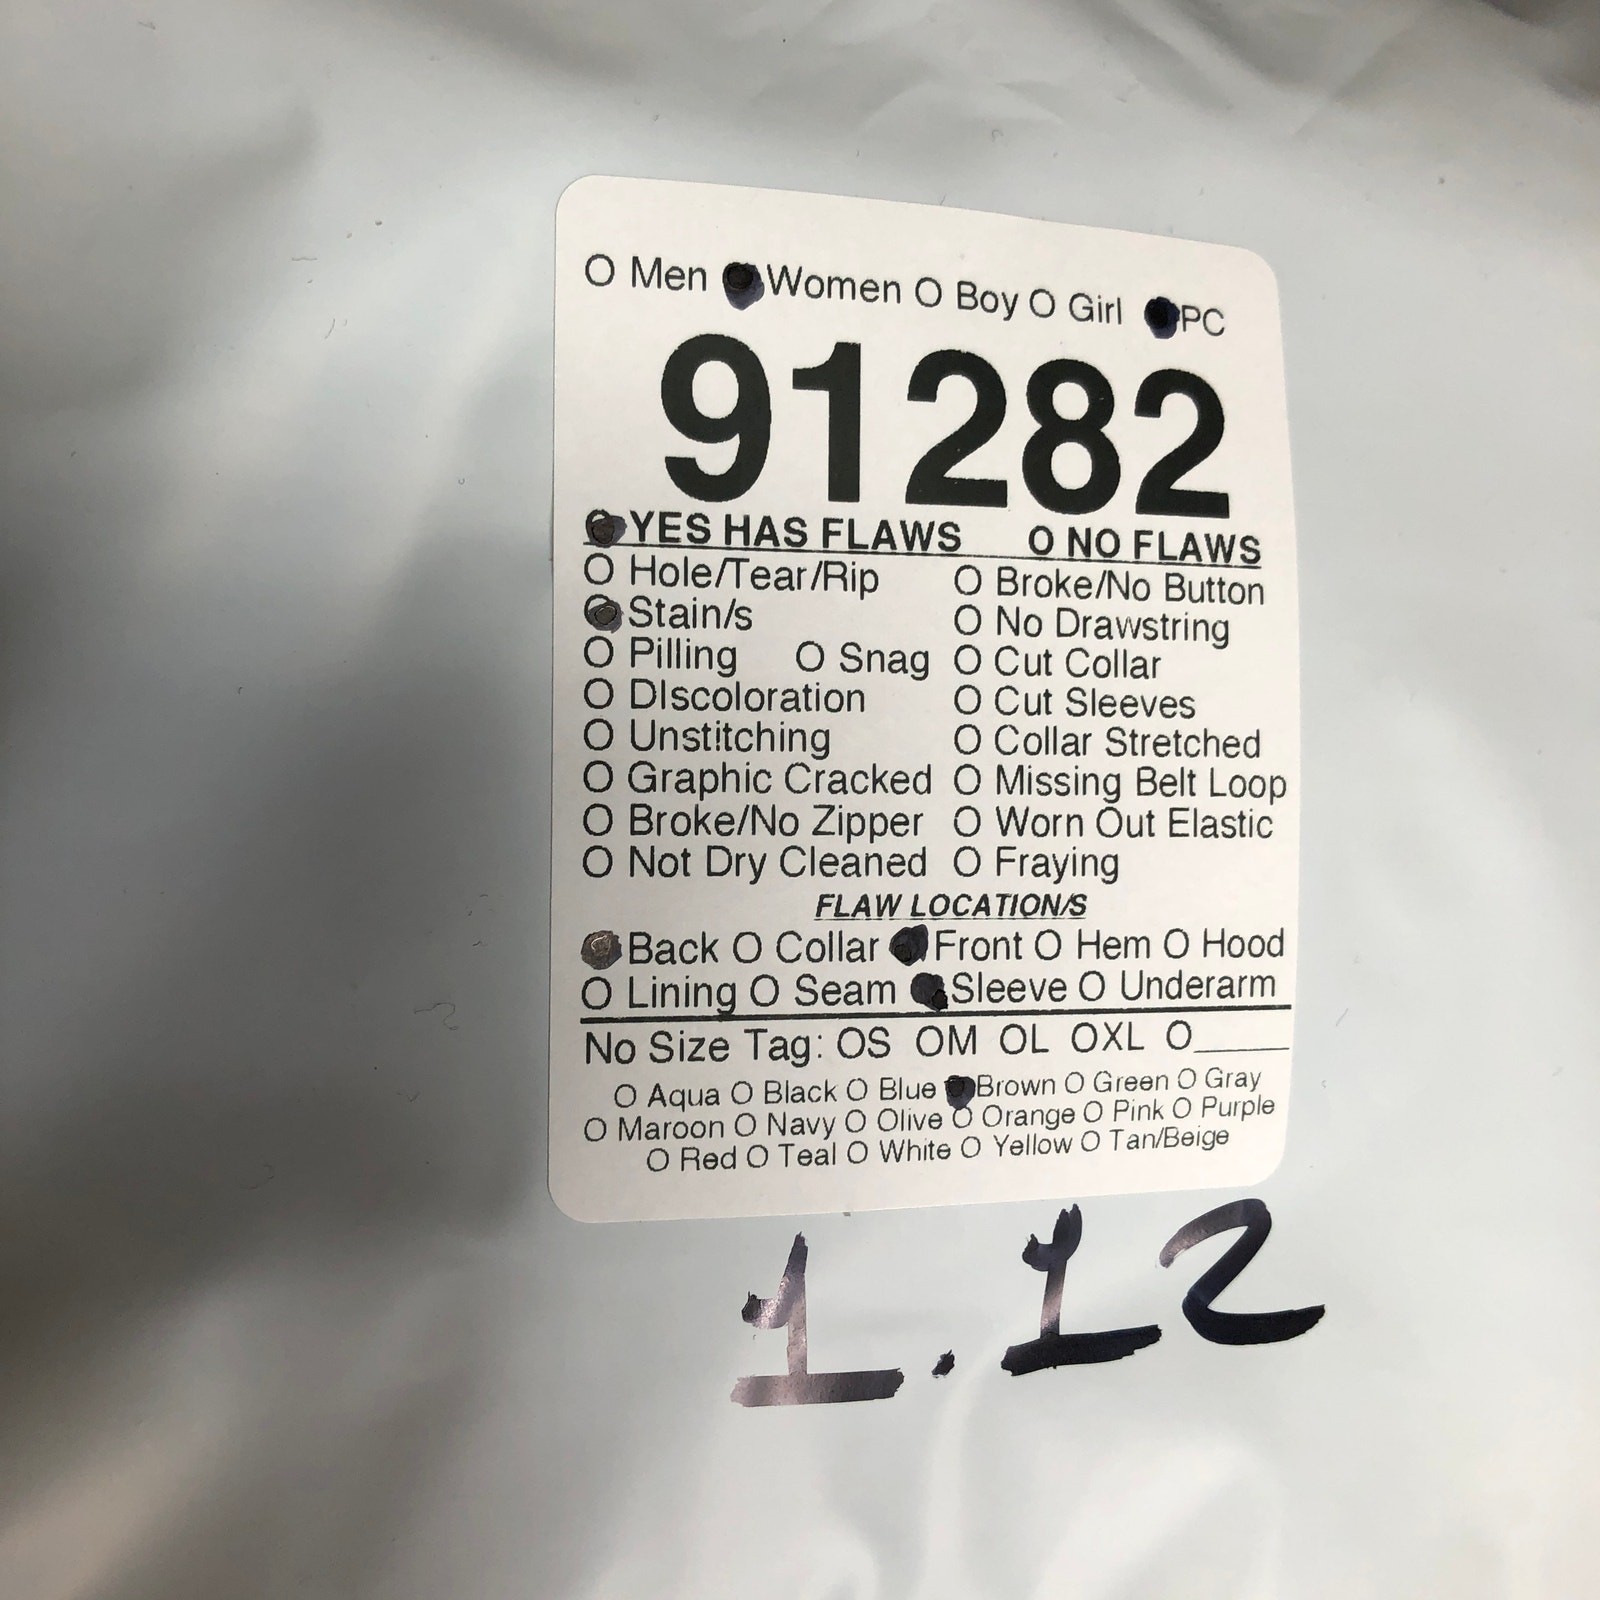 O Men ● Women O Boy O Girl ● PC
91282
● YES HAS FLAWS O NO FLAWS
O Hole/Tear/Rip O Broke/No Button
● Stain/s O No Drawstring
O Pilling O Snag O Cut Collar
O DIscoloration O Cut Sleeves
O Unstitching O Collar Stretched
O Graphic Cracked O Missing Belt Loop
O Broke/No Zipper O Worn Out Elastic
O Not Dry Cleaned O Fraying
FLAW LOCATION/S
● Back O Collar ● Front O Hem O Hood
O Lining O Seam ● Sleeve O Underarm
No Size Tag: OS OM OL OXL O____
O Aqua O Black O Blue ● Brown O Green O Gray
O Maroon O Navy O Olive O Orange O Pink O Purple
O Red O Teal O White O Yellow O Tan/Beige
1.12